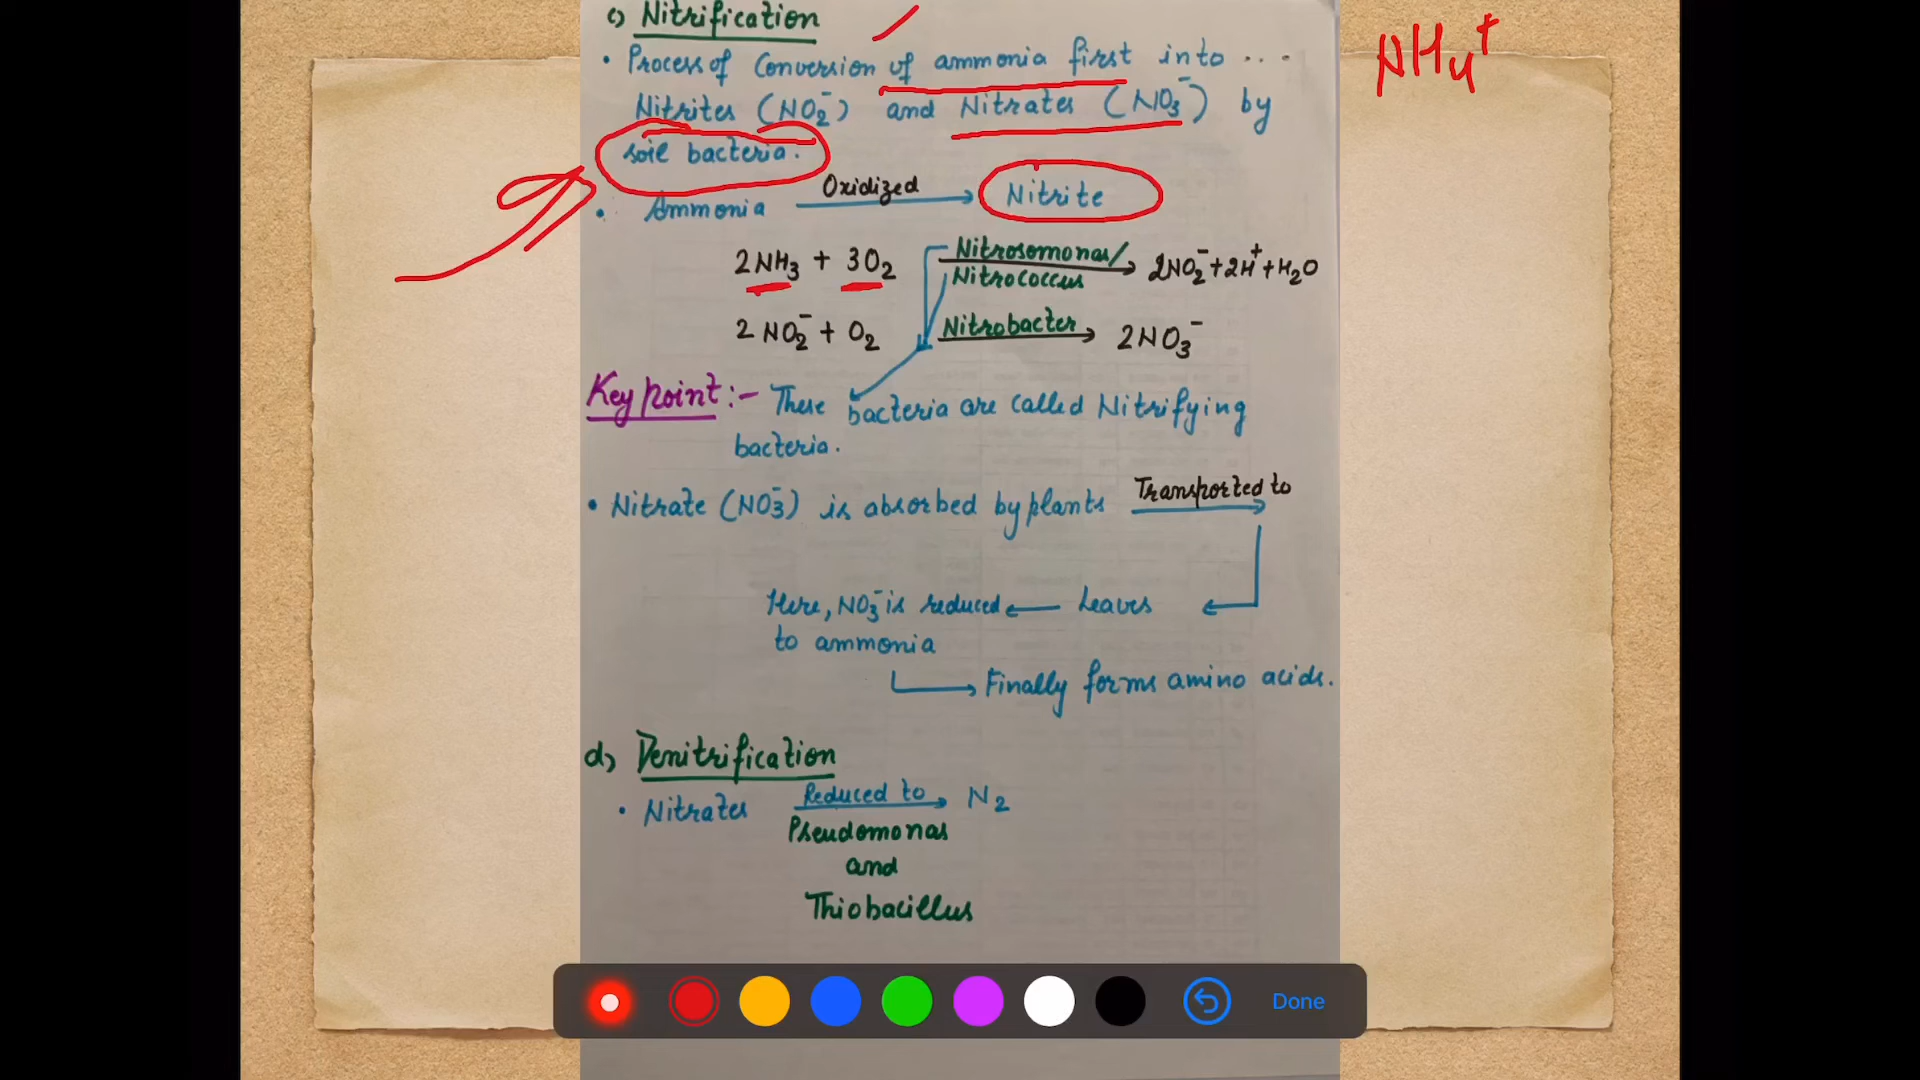 c) Nitrification
NH₄⁺
• Process of Conversion of ammonia first into ...
Nitrites (NO₂⁻) and Nitrates (NO₃⁻) by
soil bacteria.
• Ammonia Oxidized → Nitrite
2NH₃ + 3O₂ Nitrosomonas/ Nitrococcus → 2NO₂⁻ + 2H⁺ + H₂O
2NO₂⁻ + O₂ Nitrobacter → 2NO₃⁻
Key point:- These bacteria are called Nitrifying
bacteria.
• Nitrate (NO₃⁻) is absorbed by plants Transported to →
Here, NO₃⁻ is reduced ← Leaves ←
to ammonia
→ Finally forms amino acids.
d) Denitrification
• Nitrates Reduced to → N₂
Pseudomonas
and
Thiobacillus
Done